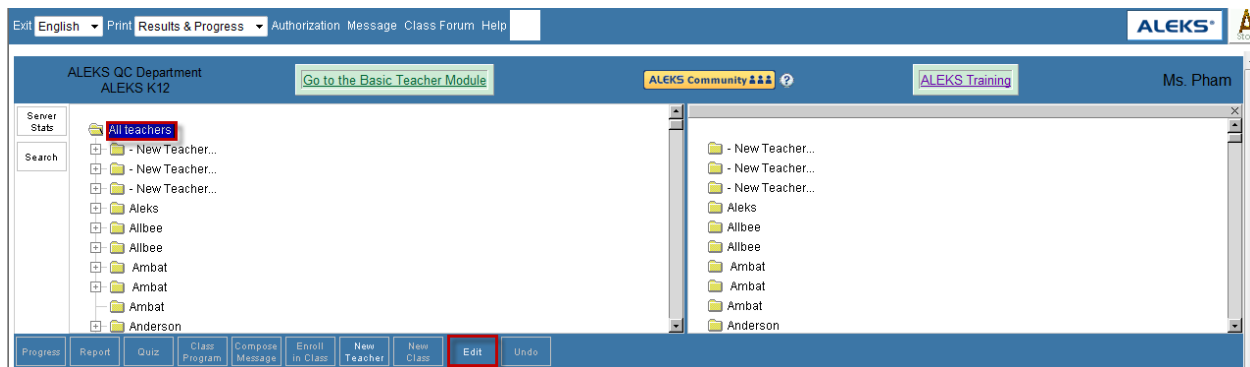 Exit English Print Results & Progress Authorization Message Class Forum Help
ALEKS®
ALEKS QC Department
ALEKS K12
Go to the Basic Teacher Module
ALEKS Community ?
ALEKS Training
Ms. Pham
Server
Stats
Search
All teachers
- New Teacher...
- New Teacher...
- New Teacher...
Aleks
Allbee
Allbee
Ambat
Ambat
Ambat
Anderson
- New Teacher...
- New Teacher...
- New Teacher...
Aleks
Allbee
Allbee
Ambat
Ambat
Ambat
Anderson
Progress
Report
Quiz
Class
Program
Compose
Message
Enroll
in Class
New
Teacher
New
Class
Edit
Undo